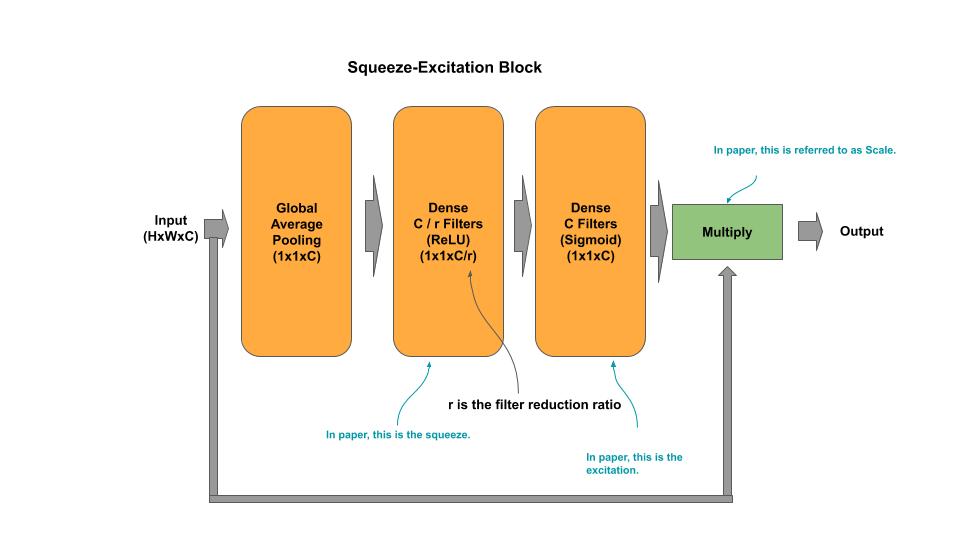 Squeeze-Excitation Block
In paper, this is referred to as Scale.
Input
(HxWxC)
Global
Average
Pooling
(1x1xC)
Dense
C / r Filters
(ReLU)
(1x1xC/r)
Dense
C Filters
(Sigmoid)
(1x1xC)
Multiply
Output
r is the filter reduction ratio
In paper, this is the squeeze.
In paper, this is the
excitation.